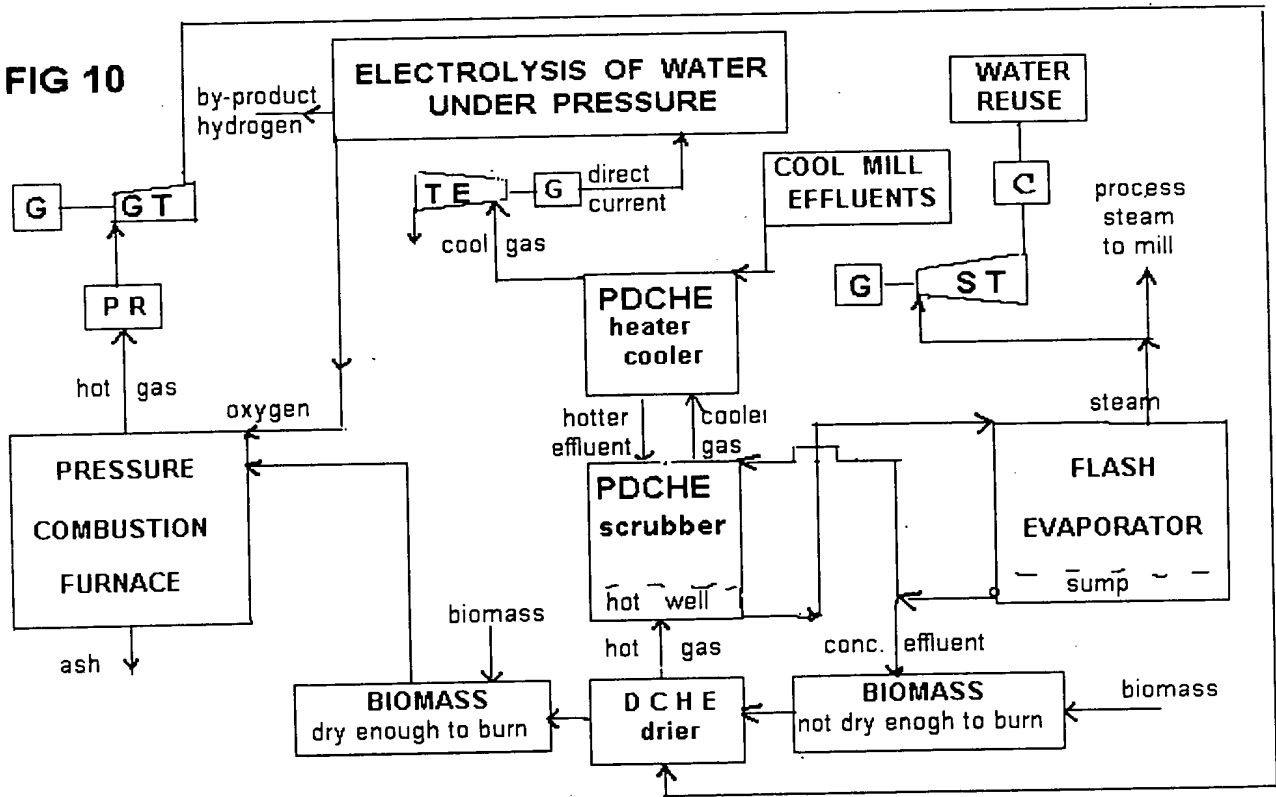 FIG 10
ELECTROLYSIS OF WATER
UNDER PRESSURE
by-product
hydrogen
WATER
REUSE
COOL MILL
EFFLUENTS
C
process
steam
to mill
G
GT
TE
G
direct
current
cool gas
G
ST
PR
PDCHE
heater
cooler
hot gas
oxygen
hotter
effluent
cooler
gas
steam
PRESSURE
COMBUSTION
FURNACE
PDCHE
scrubber
hot well
FLASH
EVAPORATOR
sump
ash
biomass
hot gas
conc. effluent
BIOMASS
dry enough to burn
DCHE
drier
BIOMASS
not dry enogh to burn
biomass